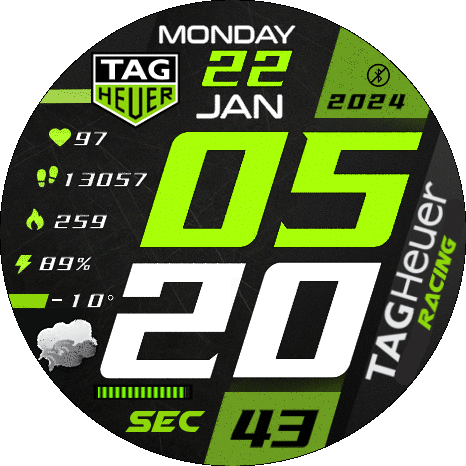 MONDAY
22
JAN
TAG
HEUER
2024
97
13057
259
89%
-10°
05
20
TAGHeuer
RACING
SEC 43